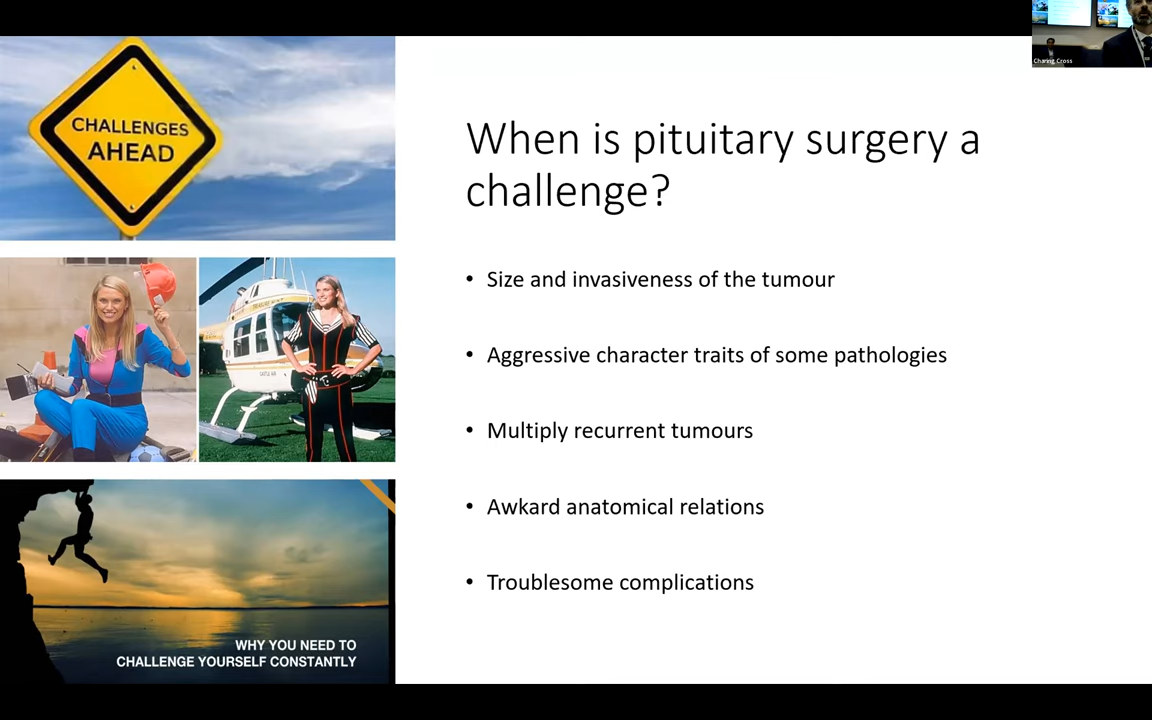 Charing Cross
CHALLENGES
AHEAD
When is pituitary surgery a
challenge?
• Size and invasiveness of the tumour
• Aggressive character traits of some pathologies
• Multiply recurrent tumours
• Awkard anatomical relations
• Troublesome complications
WHY YOU NEED TO
CHALLENGE YOURSELF CONSTANTLY